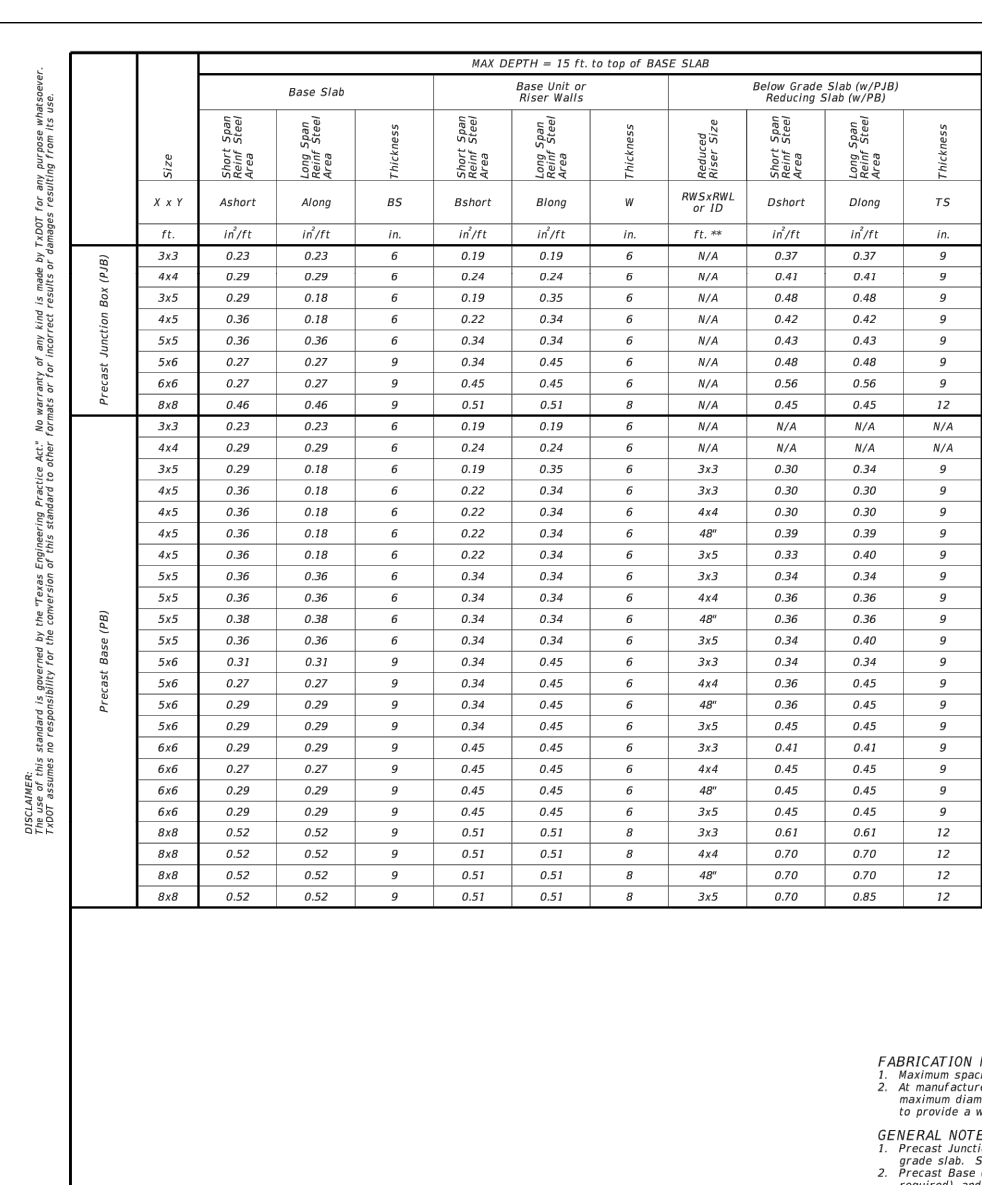 DISCLAIMER:
The use of this standard is governed by the "Texas Engineering Practice Act." No warranty of any kind is made by TxDOT for any purpose whatsoever.
TxDOT assumes no responsibility for the conversion of this standard to other formats or for incorrect results or damages resulting from its use.
MAX DEPTH = 15 ft. to top of BASE SLAB
Base Slab
Base Unit or
Riser Walls
Below Grade Slab (w/PJB)
Reducing Slab (w/PB)
Size
Short Span
Reinf Steel
Area
Long Span
Reinf Steel
Area
Thickness
Short Span
Reinf Steel
Area
Long Span
Reinf Steel
Area
Thickness
Reduced
Riser Size
Short Span
Reinf Steel
Area
Long Span
Reinf Steel
Area
Thickness
X x Y Ashort Along BS Bshort Blong W RWSxRWL or ID Dshort Dlong TS
ft. in²/ft in²/ft in. in²/ft in²/ft in. ft. ** in²/ft in²/ft in.
Precast Junction Box (PJB)
3x3 0.23 0.23 6 0.19 0.19 6 N/A 0.37 0.37 9
4x4 0.29 0.29 6 0.24 0.24 6 N/A 0.41 0.41 9
3x5 0.29 0.18 6 0.19 0.35 6 N/A 0.48 0.48 9
4x5 0.36 0.18 6 0.22 0.34 6 N/A 0.42 0.42 9
5x5 0.36 0.36 6 0.34 0.34 6 N/A 0.43 0.43 9
5x6 0.27 0.27 9 0.34 0.45 6 N/A 0.48 0.48 9
6x6 0.27 0.27 9 0.45 0.45 6 N/A 0.56 0.56 9
8x8 0.46 0.46 9 0.51 0.51 8 N/A 0.45 0.45 12
Precast Base (PB)
3x3 0.23 0.23 6 0.19 0.19 6 N/A N/A N/A N/A
4x4 0.29 0.29 6 0.24 0.24 6 N/A N/A N/A N/A
3x5 0.29 0.18 6 0.19 0.35 6 3x3 0.30 0.34 9
4x5 0.36 0.18 6 0.22 0.34 6 3x3 0.30 0.30 9
4x5 0.36 0.18 6 0.22 0.34 6 4x4 0.30 0.30 9
4x5 0.36 0.18 6 0.22 0.34 6 48" 0.39 0.39 9
4x5 0.36 0.18 6 0.22 0.34 6 3x5 0.33 0.40 9
5x5 0.36 0.36 6 0.34 0.34 6 3x3 0.34 0.34 9
5x5 0.36 0.36 6 0.34 0.34 6 4x4 0.36 0.36 9
5x5 0.38 0.38 6 0.34 0.34 6 48" 0.36 0.36 9
5x5 0.36 0.36 6 0.34 0.34 6 3x5 0.34 0.40 9
5x6 0.31 0.31 9 0.34 0.45 6 3x3 0.34 0.34 9
5x6 0.27 0.27 9 0.34 0.45 6 4x4 0.36 0.45 9
5x6 0.29 0.29 9 0.34 0.45 6 48" 0.36 0.45 9
5x6 0.29 0.29 9 0.34 0.45 6 3x5 0.45 0.45 9
6x6 0.29 0.29 9 0.45 0.45 6 3x3 0.41 0.41 9
6x6 0.27 0.27 9 0.45 0.45 6 4x4 0.45 0.45 9
6x6 0.29 0.29 9 0.45 0.45 6 48" 0.45 0.45 9
6x6 0.29 0.29 9 0.45 0.45 6 3x5 0.45 0.45 9
8x8 0.52 0.52 9 0.51 0.51 8 3x3 0.61 0.61 12
8x8 0.52 0.52 9 0.51 0.51 8 4x4 0.70 0.70 12
8x8 0.52 0.52 9 0.51 0.51 8 48" 0.70 0.70 12
8x8 0.52 0.52 9 0.51 0.51 8 3x5 0.70 0.85 12
FABRICATION
1. Maximum spac
2. At manufacture
maximum diam
to provide a w
GENERAL NOTE
1. Precast Juncti
grade slab. S
2. Precast Base